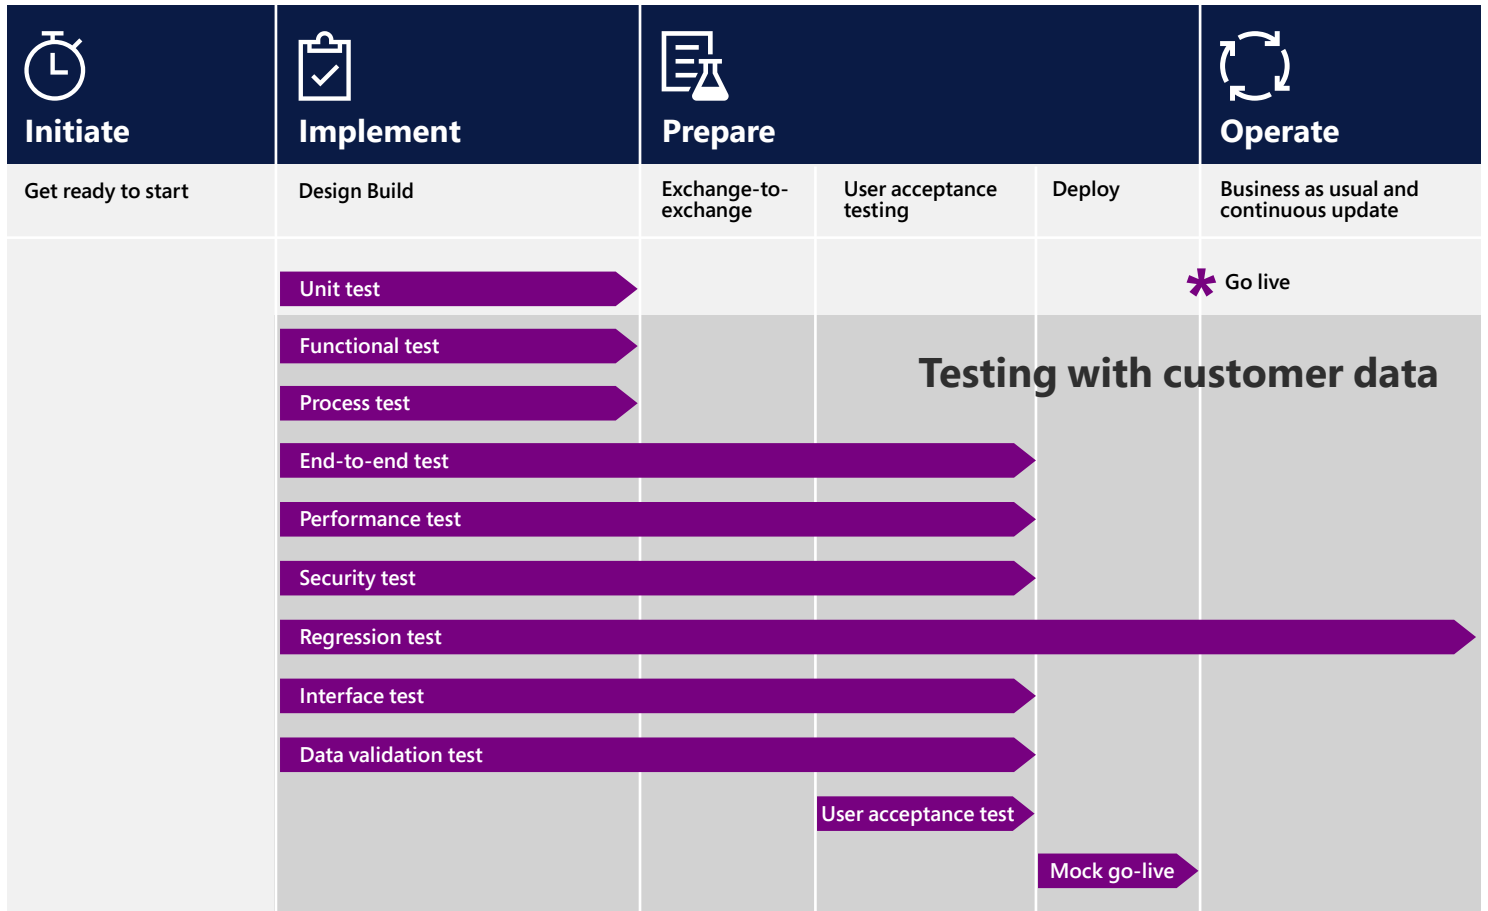 Initiate
Implement
Prepare
Operate
Get ready to start
Design Build
Exchange-to-
exchange
User acceptance
testing
Deploy
Business as usual and
continuous update
Unit test
Go live
Functional test
Testing with customer data
Process test
End-to-end test
Performance test
Security test
Regression test
Interface test
Data validation test
User acceptance test
Mock go-live